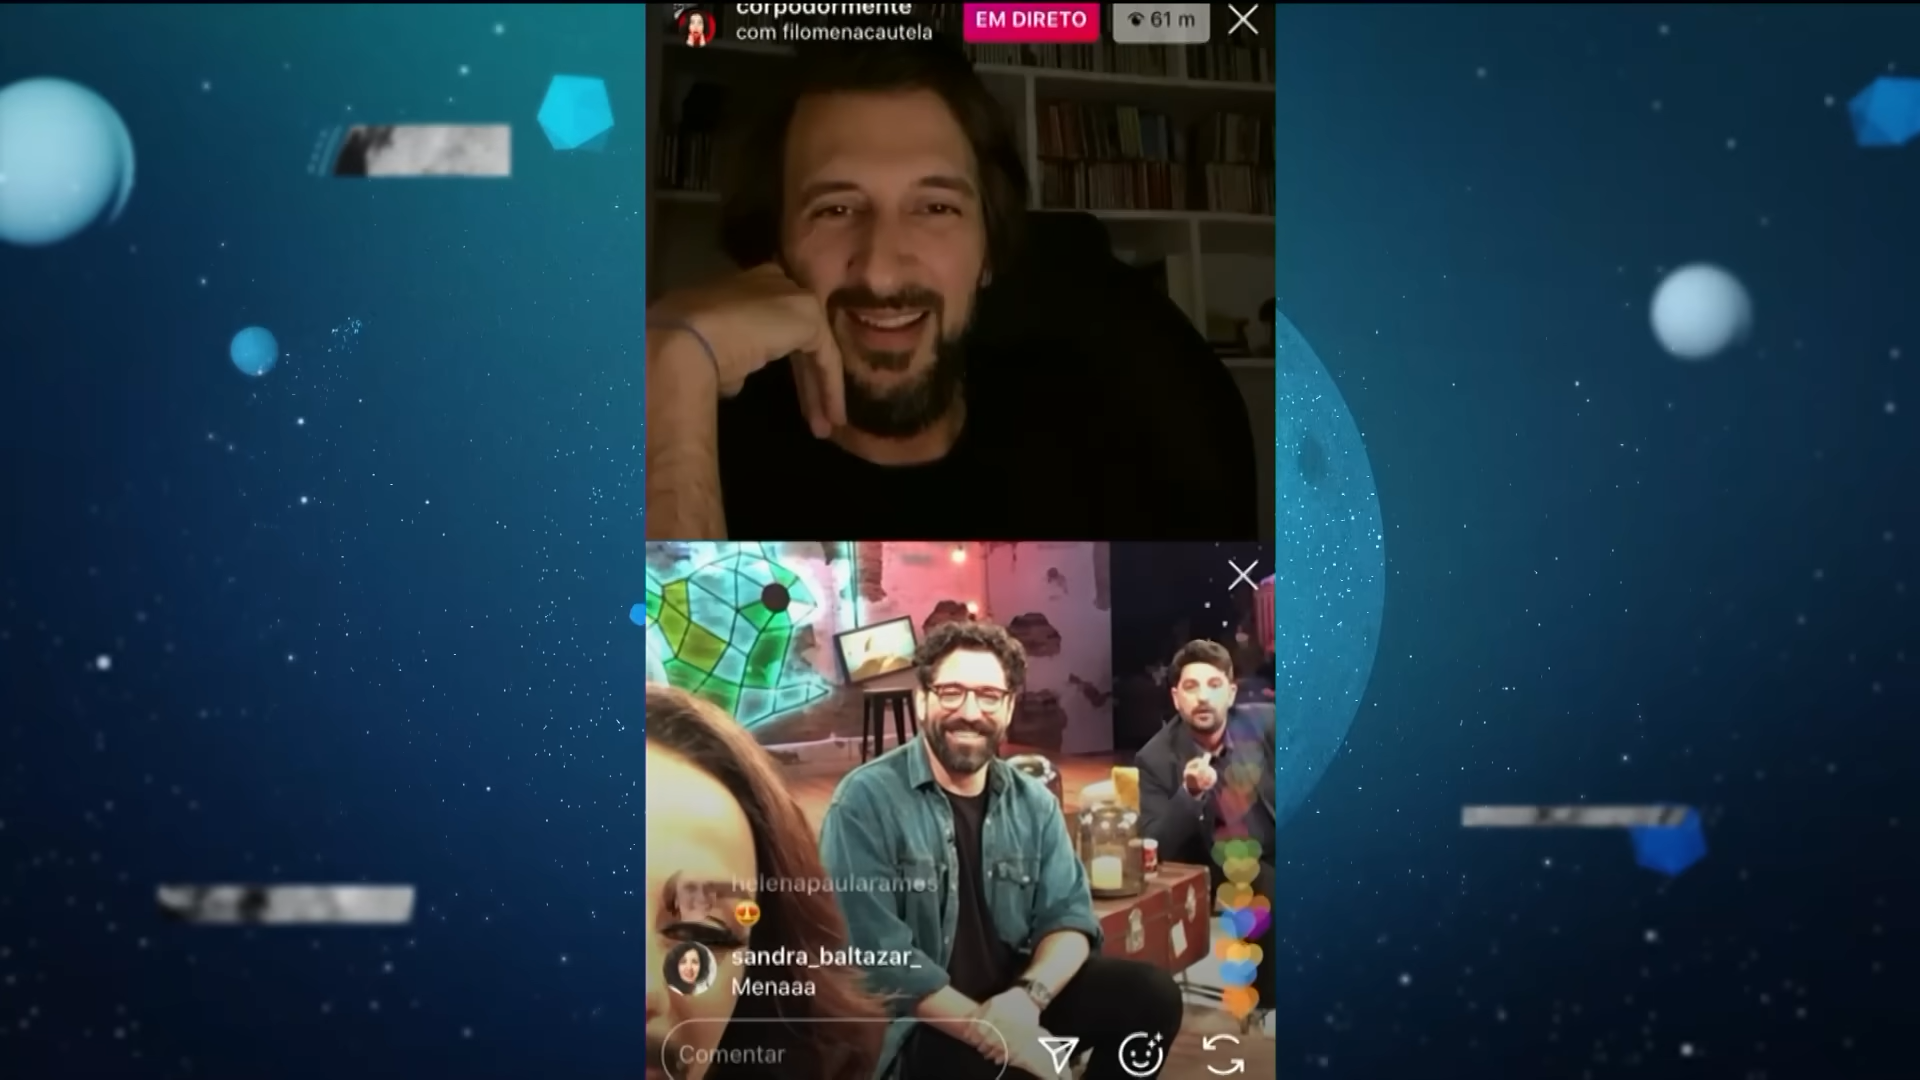 corpodormente
com filomenacautela
EM DIRETO
61 m
helenapaularamos
😍
sandra_baltazar_
Menaaa
Comentar